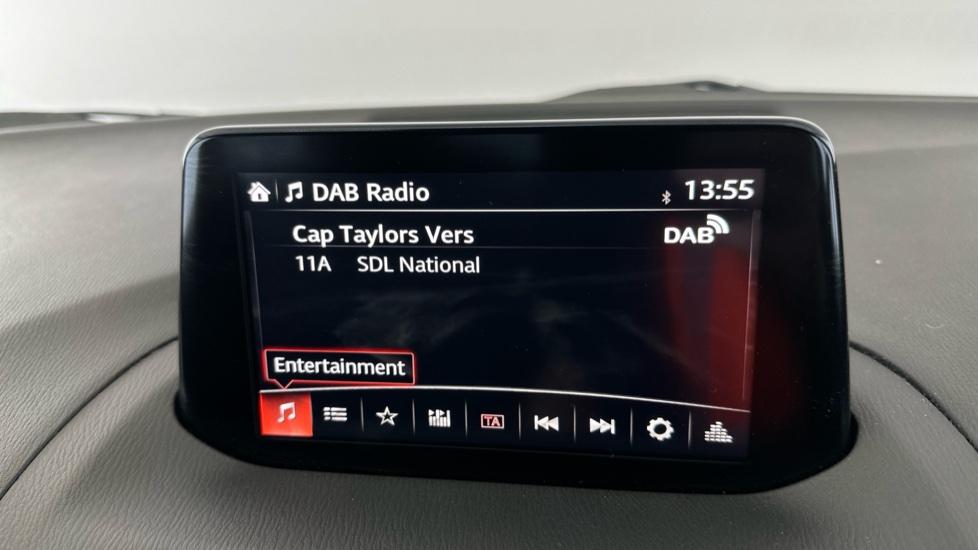 DAB Radio 13:55
Cap Taylors Vers DAB
11A SDL National
Entertainment
TA